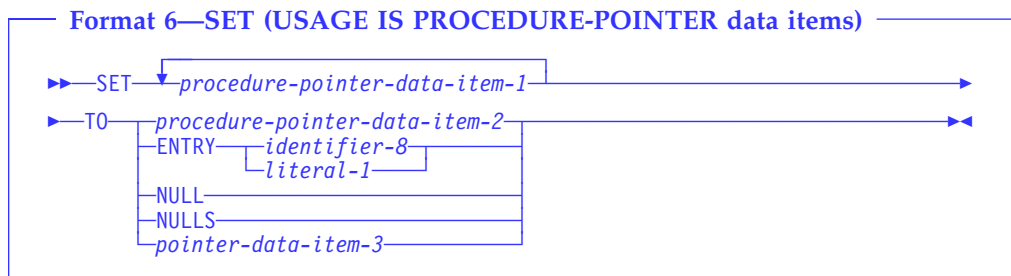 Format 6—SET (USAGE IS PROCEDURE-POINTER data items)
SET procedure-pointer-data-item-1
TO procedure-pointer-data-item-2
ENTRY identifier-8
literal-1
NULL
NULLS
pointer-data-item-3